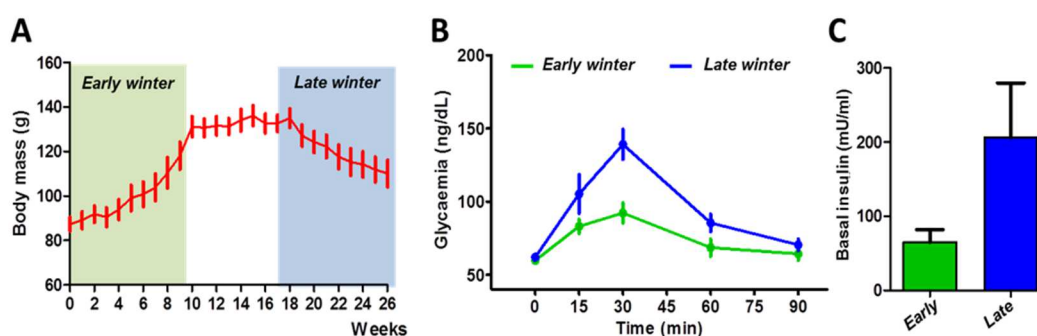 A
Body mass (g)
160
140
120
100
80
60
Early winter
Late winter
0 2 4 6 8 10 12 14 16 18 20 22 24 26
Weeks
B
Glycaemia (ng/dL)
200
150
100
50
Early winter
Late winter
0 15 30 45 60 75 90
Time (min)
C
Basal insulin (mU/ml)
300
200
100
0
Early
Late